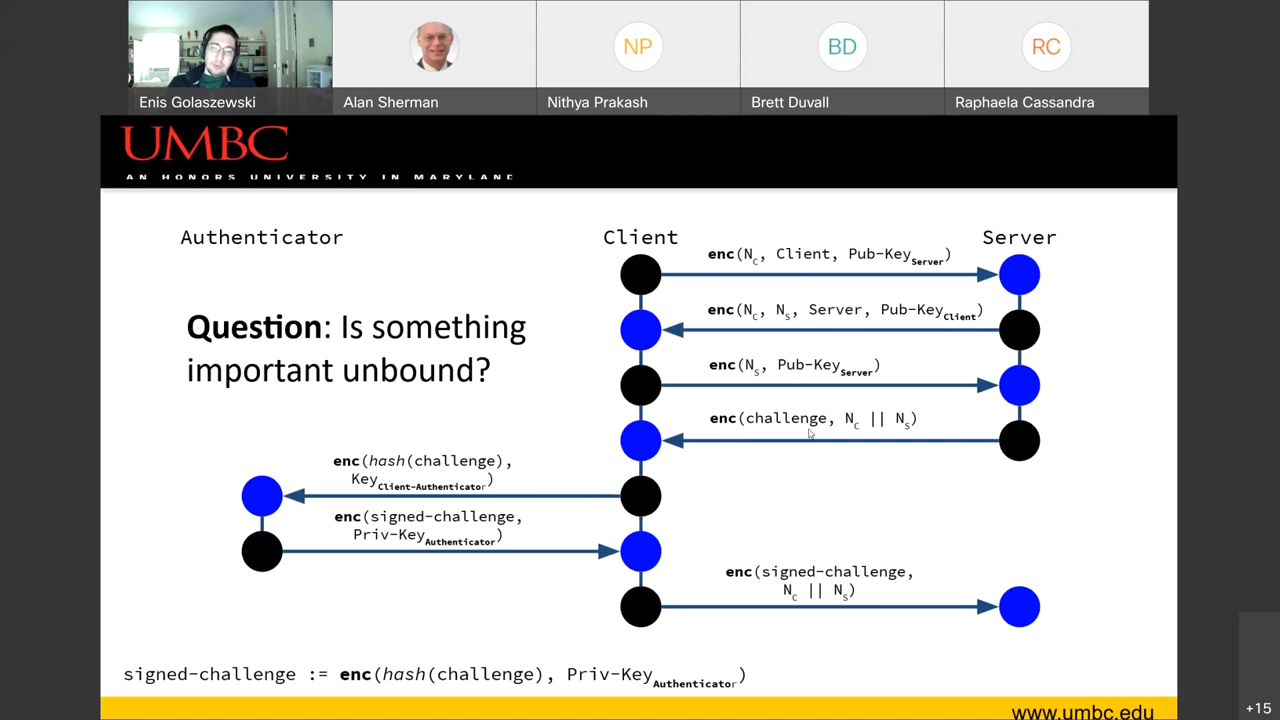 NP
BD
RC
Enis Golaszewski
Alan Sherman
Nithya Prakash
Brett Duvall
Raphaela Cassandra
UMBC
AN HONORS UNIVERSITY IN MARYLAND
Authenticator
Client
Server
enc(N_C, Client, Pub-Key_Server)
Question: Is something
important unbound?
enc(N_C, N_S, Server, Pub-Key_Client)
enc(N_S, Pub-Key_Server)
enc(challenge, N_C || N_S)
enc(hash(challenge),
Key_Client-Authenticator)
enc(signed-challenge,
Priv-Key_Authenticator)
enc(signed-challenge,
N_C || N_S)
signed-challenge := enc(hash(challenge), Priv-Key_Authenticator)
www.umbc.edu
+15